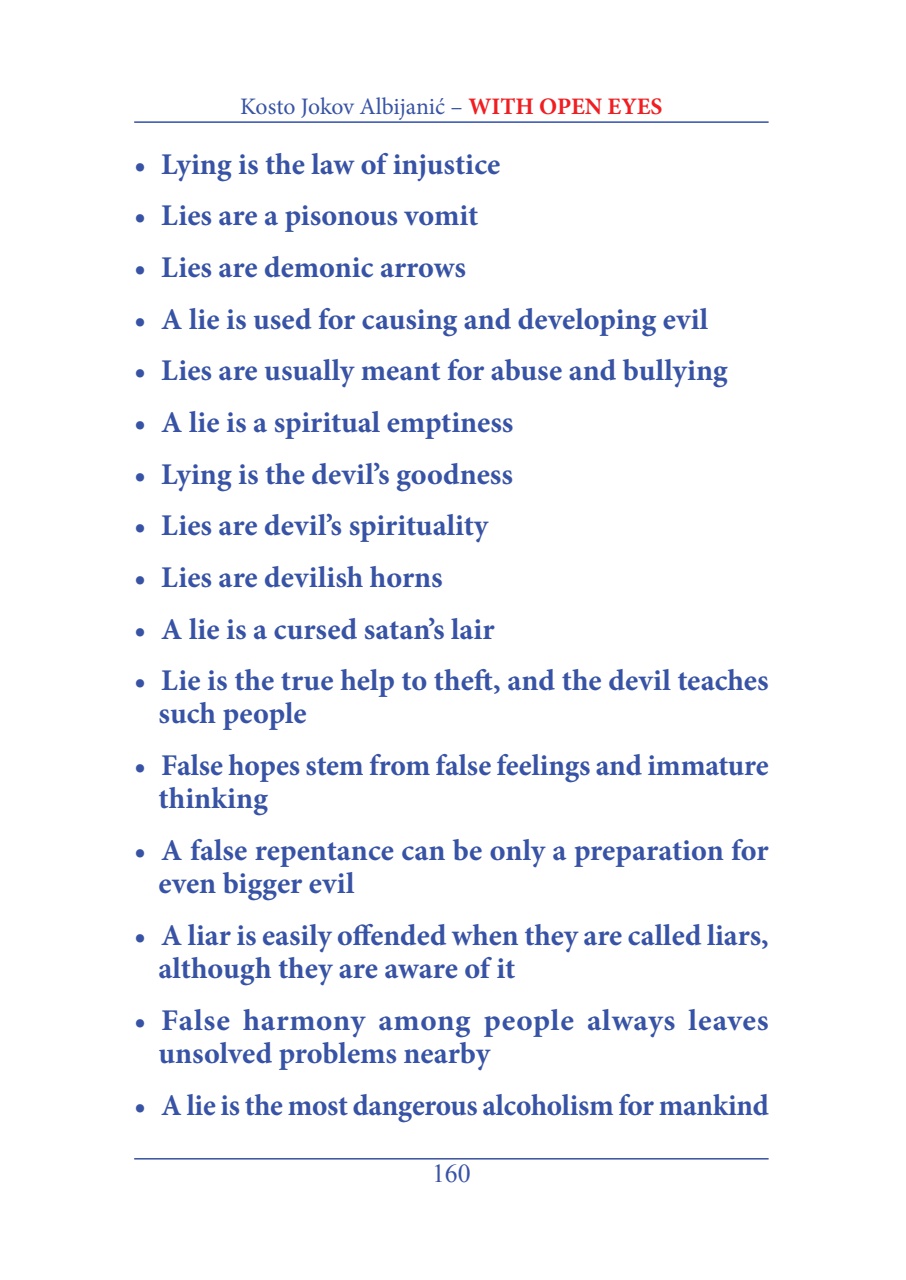 Kosto Jokov Albijanić – WITH OPEN EYES
• Lying is the law of injustice
• Lies are a pisonous vomit
• Lies are demonic arrows
• A lie is used for causing and developing evil
• Lies are usually meant for abuse and bullying
• A lie is a spiritual emptiness
• Lying is the devil’s goodness
• Lies are devil’s spirituality
• Lies are devilish horns
• A lie is a cursed satan’s lair
• Lie is the true help to theft, and the devil teaches
such people
• False hopes stem from false feelings and immature
thinking
• A false repentance can be only a preparation for
even bigger evil
• A liar is easily offended when they are called liars,
although they are aware of it
• False harmony among people always leaves
unsolved problems nearby
• A lie is the most dangerous alcoholism for mankind
160